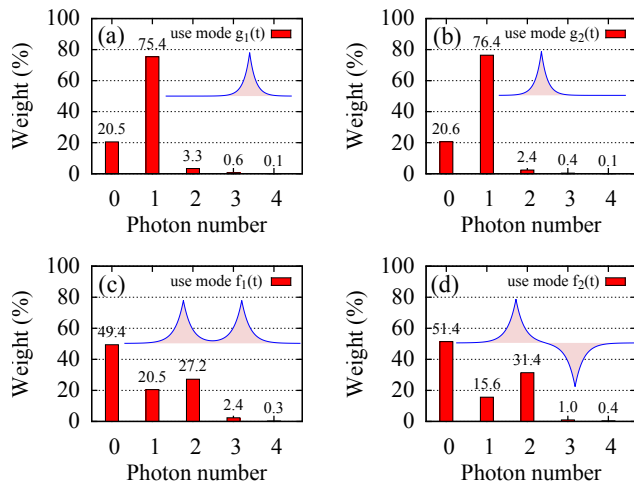 (a)
use mode g1(t)
Weight (%)
100
80
60
40
20
0
20.5
75.4
3.3
0.6
0.1
0 1 2 3 4
Photon number
(b)
use mode g2(t)
Weight (%)
100
80
60
40
20
0
20.6
76.4
2.4
0.4
0.1
0 1 2 3 4
Photon number
(c)
use mode f1(t)
Weight (%)
100
80
60
40
20
0
49.4
20.5
27.2
2.4
0.3
0 1 2 3 4
Photon number
(d)
use mode f2(t)
Weight (%)
100
80
60
40
20
0
51.4
15.6
31.4
1.0
0.4
0 1 2 3 4
Photon number